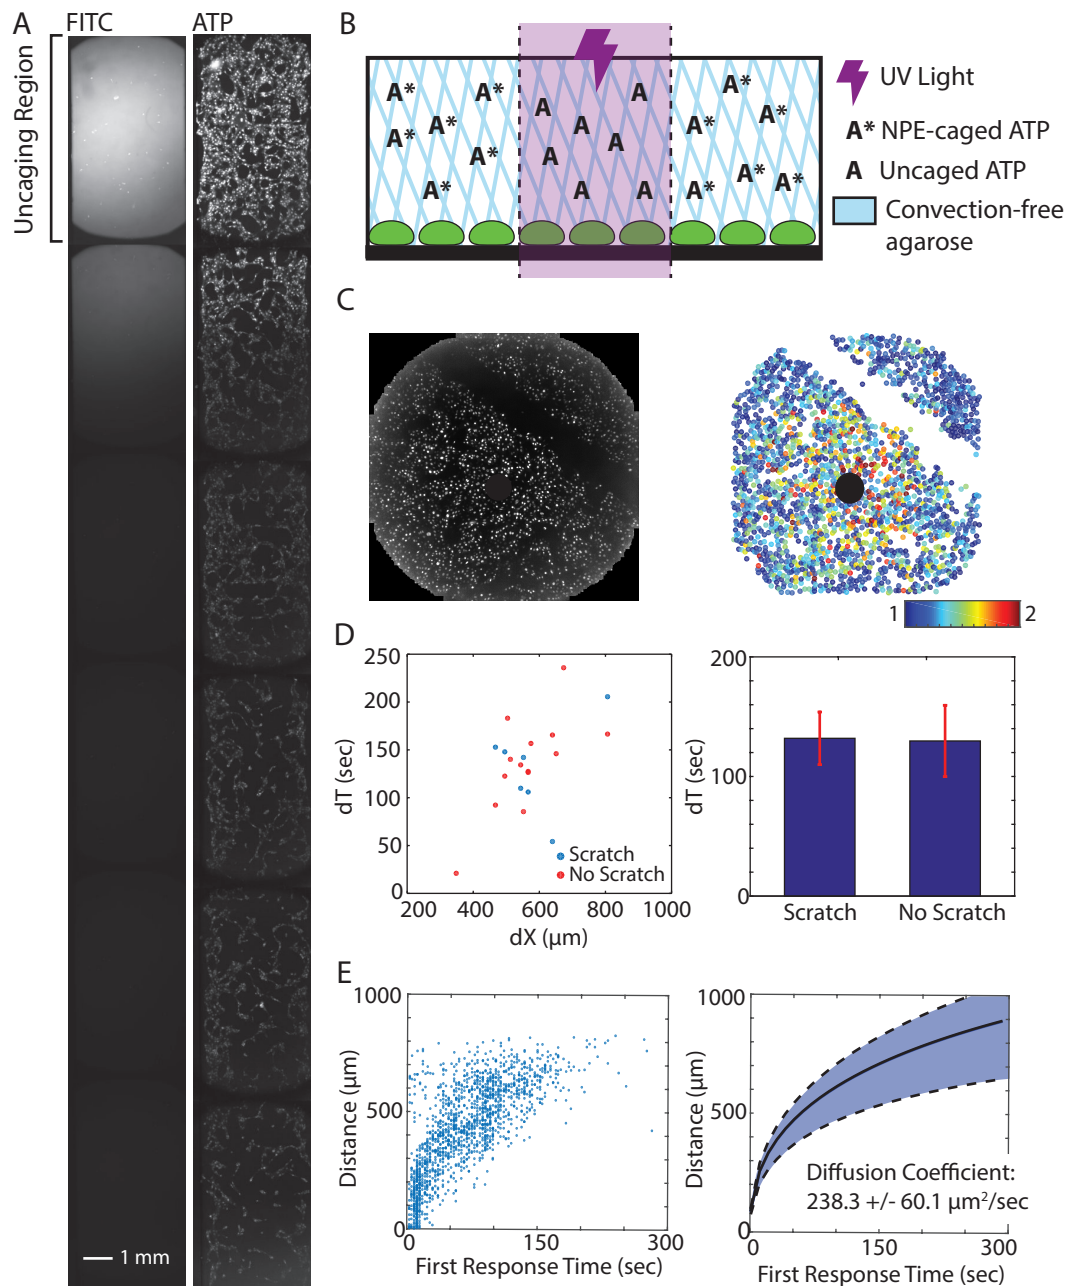 A
FITC
ATP
Uncaging Region
1 mm
B
A*
A*
A*
A*
A*
A*
A
A
A
A
A
A
A
A*
A*
A*
A*
A*
A*
UV Light
A* NPE-caged ATP
A Uncaged ATP
Convection-free
agarose
C
1
2
D
250
200
150
100
50
0
dT (sec)
200
400
600
800
1000
dX (µm)
Scratch
No Scratch
200
100
0
dT (sec)
Scratch
No Scratch
E
1000
500
0
Distance (µm)
0
150
300
First Response Time (sec)
1000
500
0
Distance (µm)
0
150
300
First Response Time (sec)
Diffusion Coefficient:
238.3 +/- 60.1 µm²/sec